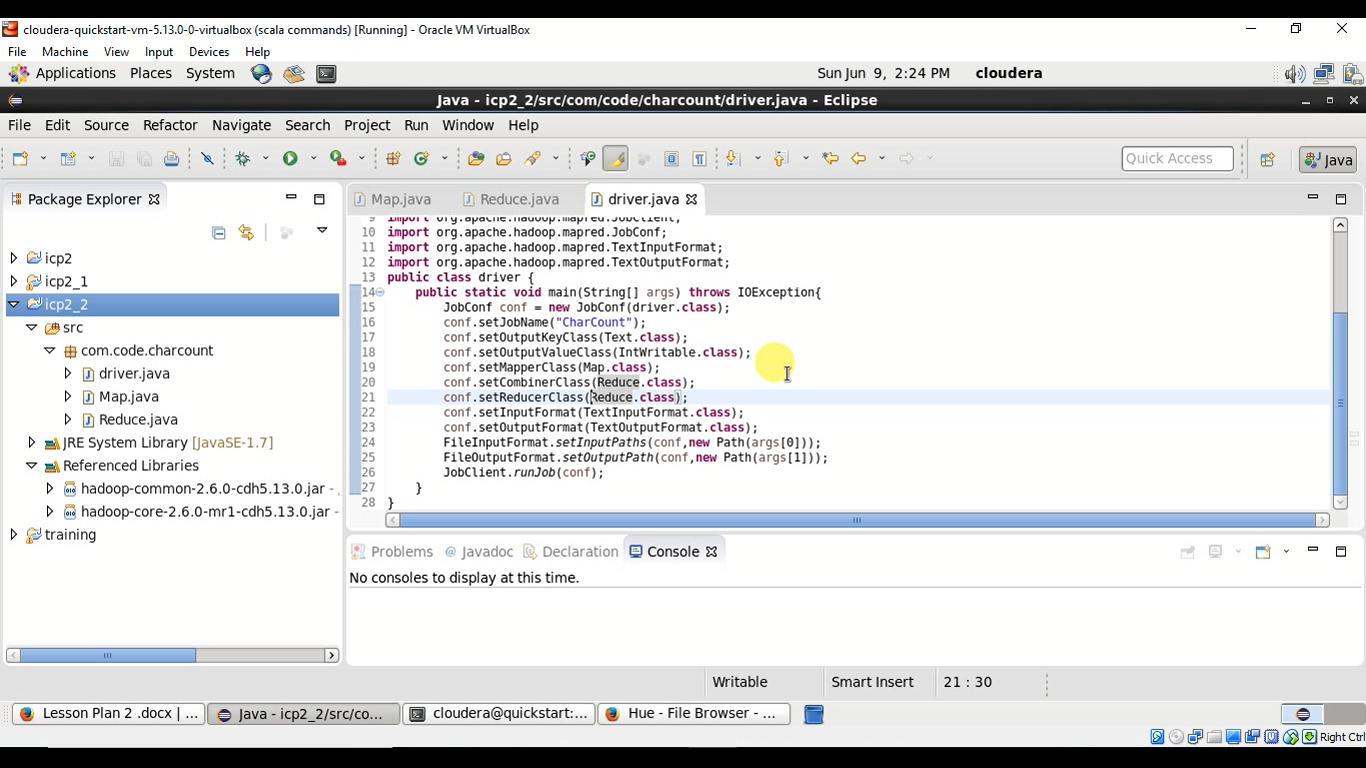 cloudera-quickstart-vm-5.13.0-0-virtualbox (scala commands) [Running] - Oracle VM VirtualBox
File Machine View Input Devices Help
Applications Places System Sun Jun 9, 2:24 PM cloudera
Java - icp2_2/src/com/code/charcount/driver.java - Eclipse
File Edit Source Refactor Navigate Search Project Run Window Help
Quick Access Java
Package Explorer
icp2
icp2_1
icp2_2
src
com.code.charcount
driver.java
Map.java
Reduce.java
JRE System Library [JavaSE-1.7]
Referenced Libraries
hadoop-common-2.6.0-cdh5.13.0.jar -
hadoop-core-2.6.0-mr1-cdh5.13.0.jar -
training
Map.java Reduce.java driver.java
9 import org.apache.hadoop.mapred.JobClient;
10 import org.apache.hadoop.mapred.JobConf;
11 import org.apache.hadoop.mapred.TextInputFormat;
12 import org.apache.hadoop.mapred.TextOutputFormat;
13 public class driver {
14 public static void main(String[] args) throws IOException{
15 JobConf conf = new JobConf(driver.class);
16 conf.setJobName("CharCount");
17 conf.setOutputKeyClass(Text.class);
18 conf.setOutputValueClass(IntWritable.class);
19 conf.setMapperClass(Map.class);
20 conf.setCombinerClass(Reduce.class);
21 conf.setReducerClass(Reduce.class);
22 conf.setInputFormat(TextInputFormat.class);
23 conf.setOutputFormat(TextOutputFormat.class);
24 FileInputFormat.setInputPaths(conf,new Path(args[0]));
25 FileOutputFormat.setOutputPath(conf,new Path(args[1]));
26 JobClient.runJob(conf);
27 }
28 }
Problems @ Javadoc Declaration Console
No consoles to display at this time.
Writable Smart Insert 21 : 30
Lesson Plan 2 .docx | ... Java - icp2_2/src/co... cloudera@quickstart:... Hue - File Browser - ...
Right Ctrl